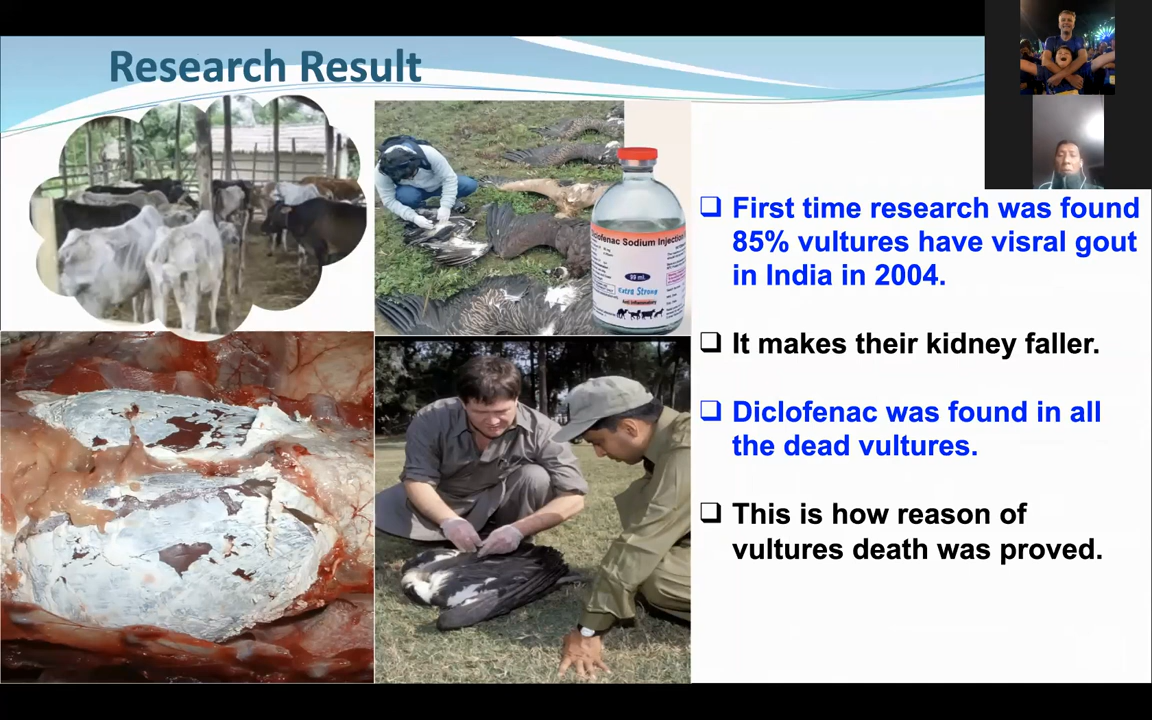 Research Result
Diclofenac Sodium Injection
Extra Strong
Anti Inflammatory
❑ First time research was found
85% vultures have visral gout
in India in 2004.
❑ It makes their kidney faller.
❑ Diclofenac was found in all
the dead vultures.
❑ This is how reason of
vultures death was proved.